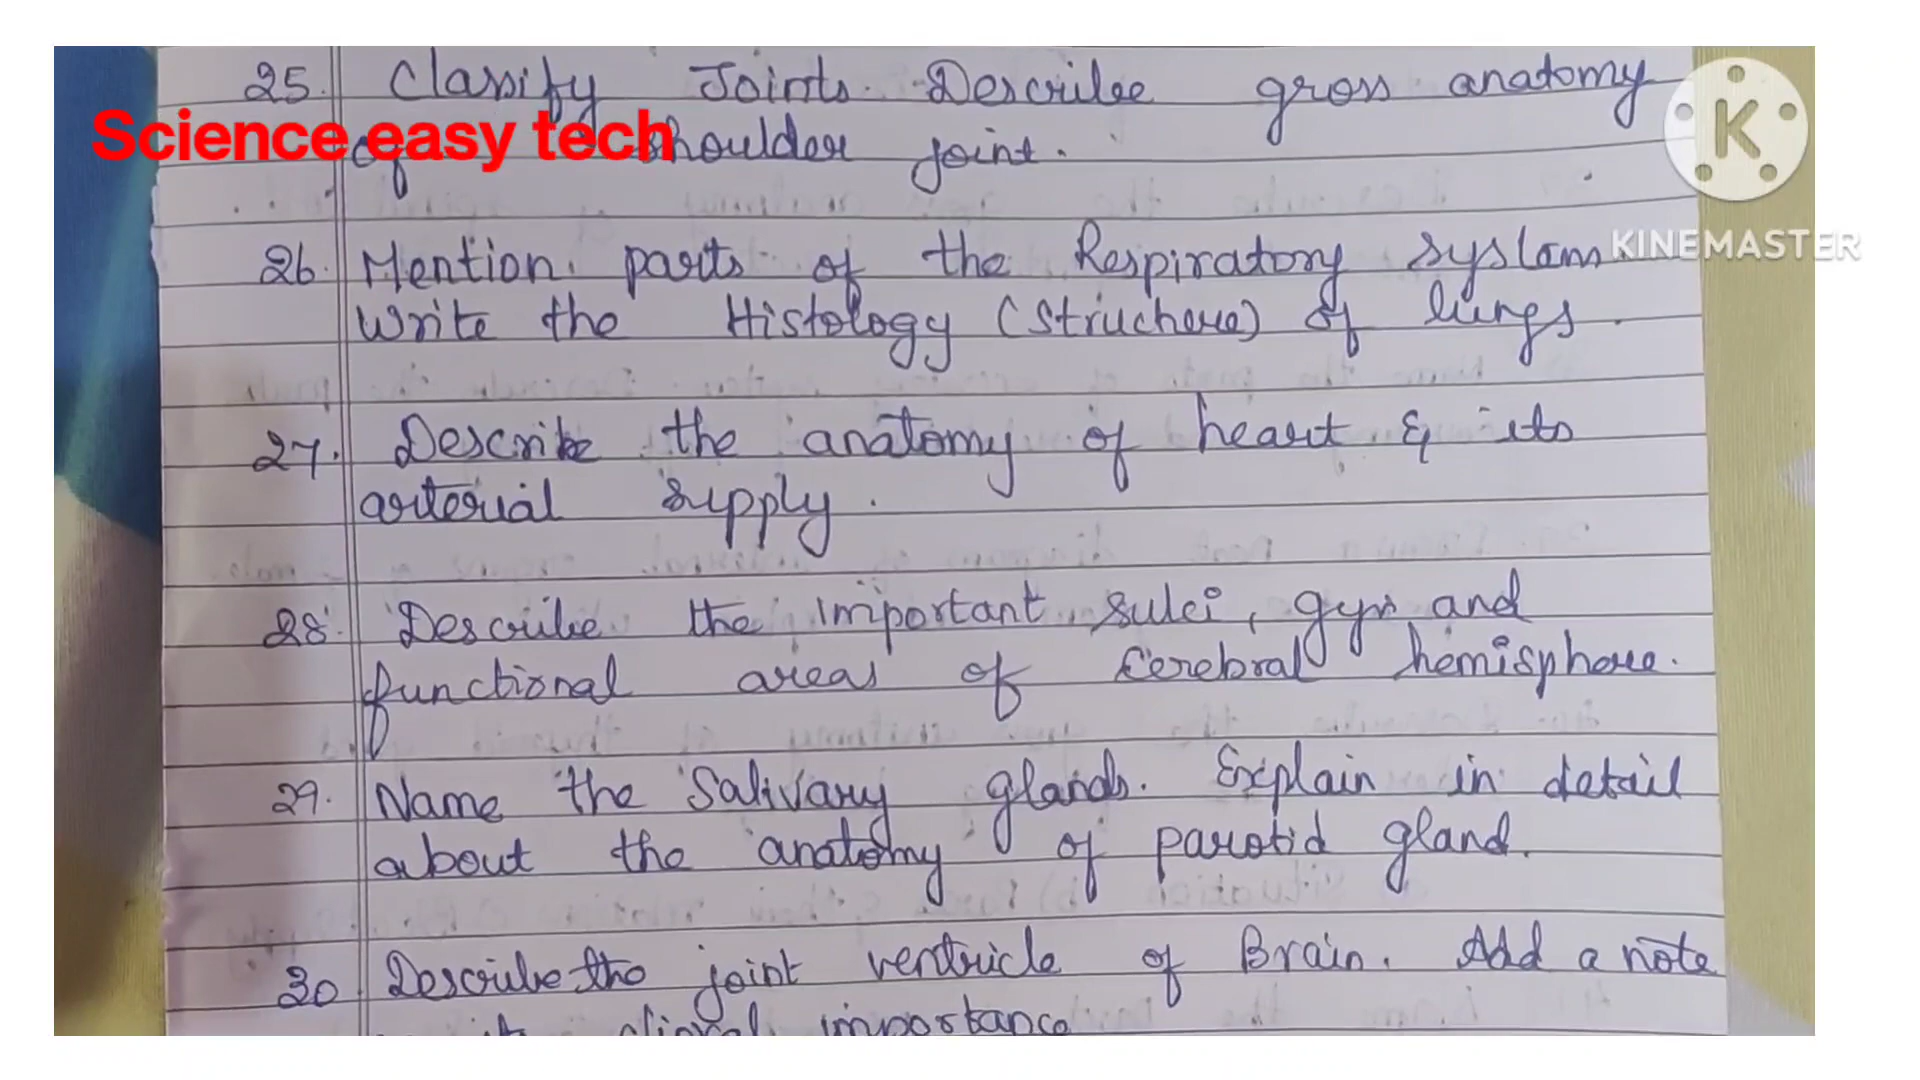 25. Classify Joints. Describe gross anatomy
Science easy tech
of shoulder joint.
26. Mention parts of the Respiratory system
KINEMASTER
Write the Histology (Structure) of lungs.
27. Describe the anatomy of heart & its
arterial supply.
28. Describe the important sulci, gyri and
functional areas of Cerebral hemisphere.
29. Name the Salivary glands. Explain in detail
about the anatomy of parotid gland.
30 Describe the joint ventricle of Brain. Add a note
clinical importance